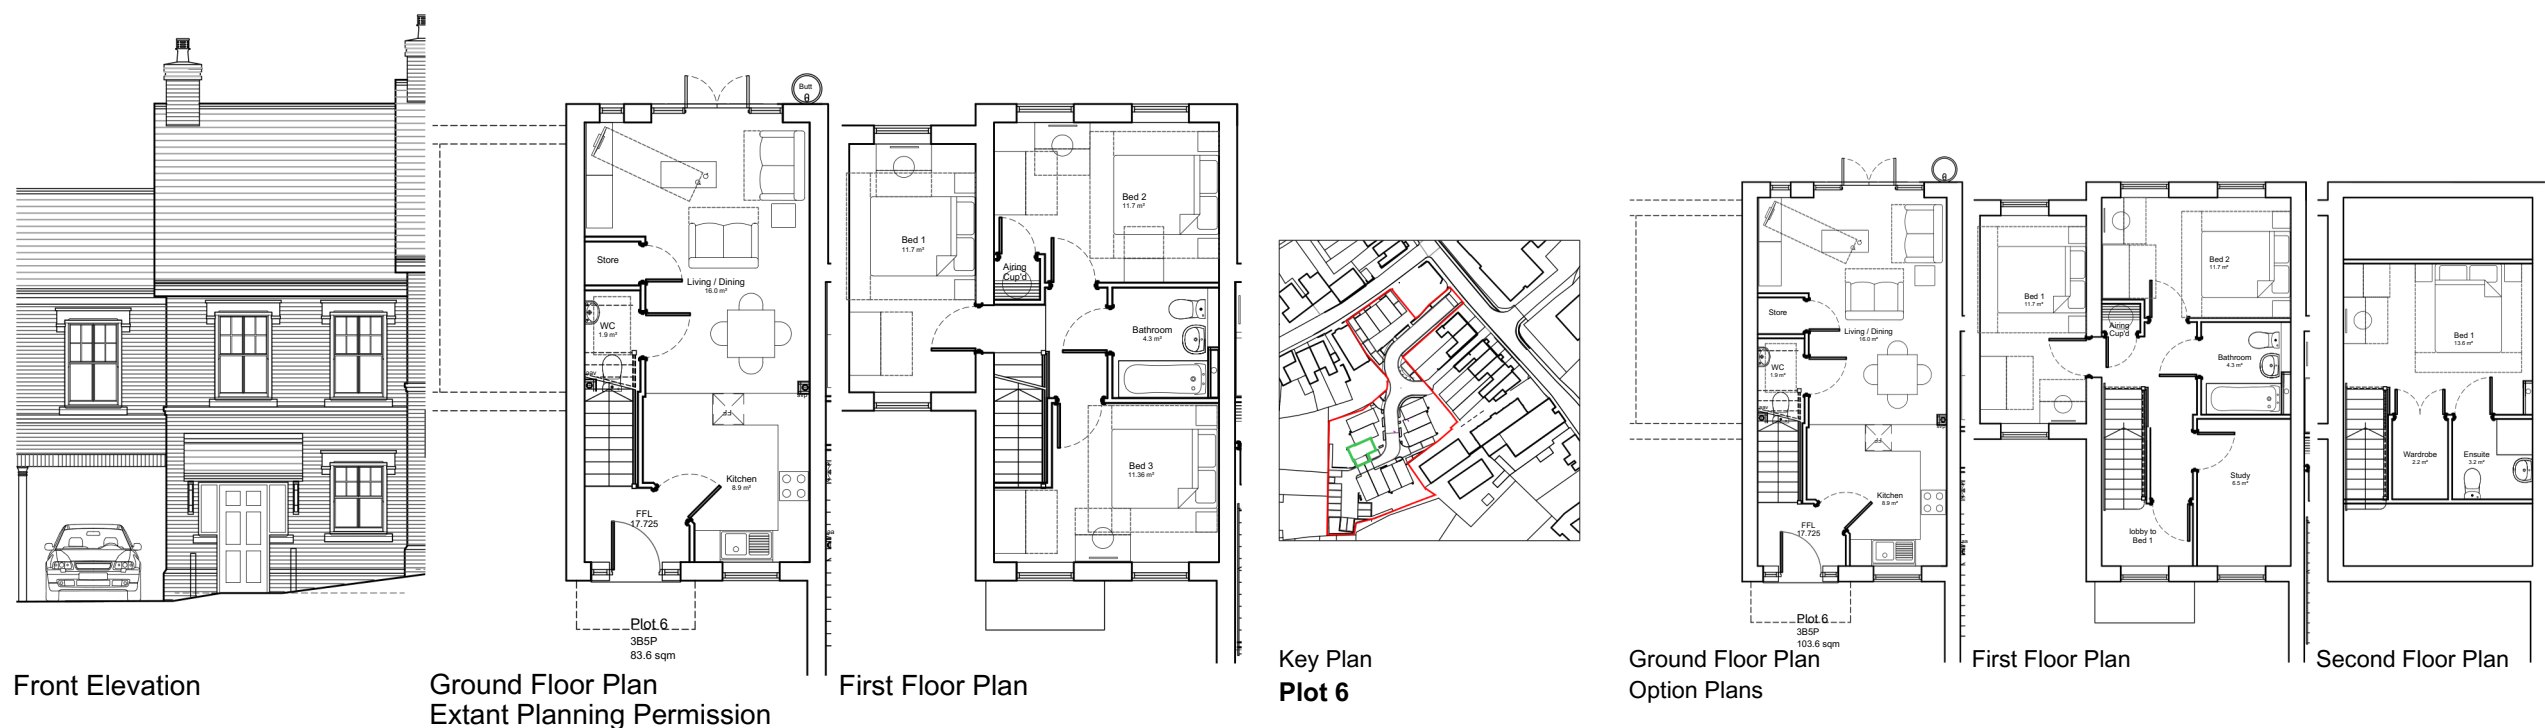 Front Elevation
Butt
Store
Living / Dining
16.0 m²
WC
1.9 m²
Kitchen
8.9 m²
FFL
17.725
Plot 6
3B5P
83.6 sqm
Ground Floor Plan
Extant Planning Permission
Bed 1
11.7 m²
Bed 2
11.7 m²
Airing
Cup'd
Bathroom
4.3 m²
Bed 3
11.36 m²
First Floor Plan
Key Plan
Plot 6
Store
Living / Dining
16.0 m²
WC
1.9 m²
Kitchen
8.9 m²
FFL
17.725
Plot 6
3B5P
103.6 sqm
Ground Floor Plan
Option Plans
Bed 1
11.7 m²
Bed 2
11.7 m²
Airing
Cup'd
Bathroom
4.3 m²
Study
6.5 m²
lobby to
Bed 1
First Floor Plan
Bed 1
13.6 m²
Wardrobe
2.2 m²
Ensuite
3.2 m²
Second Floor Plan